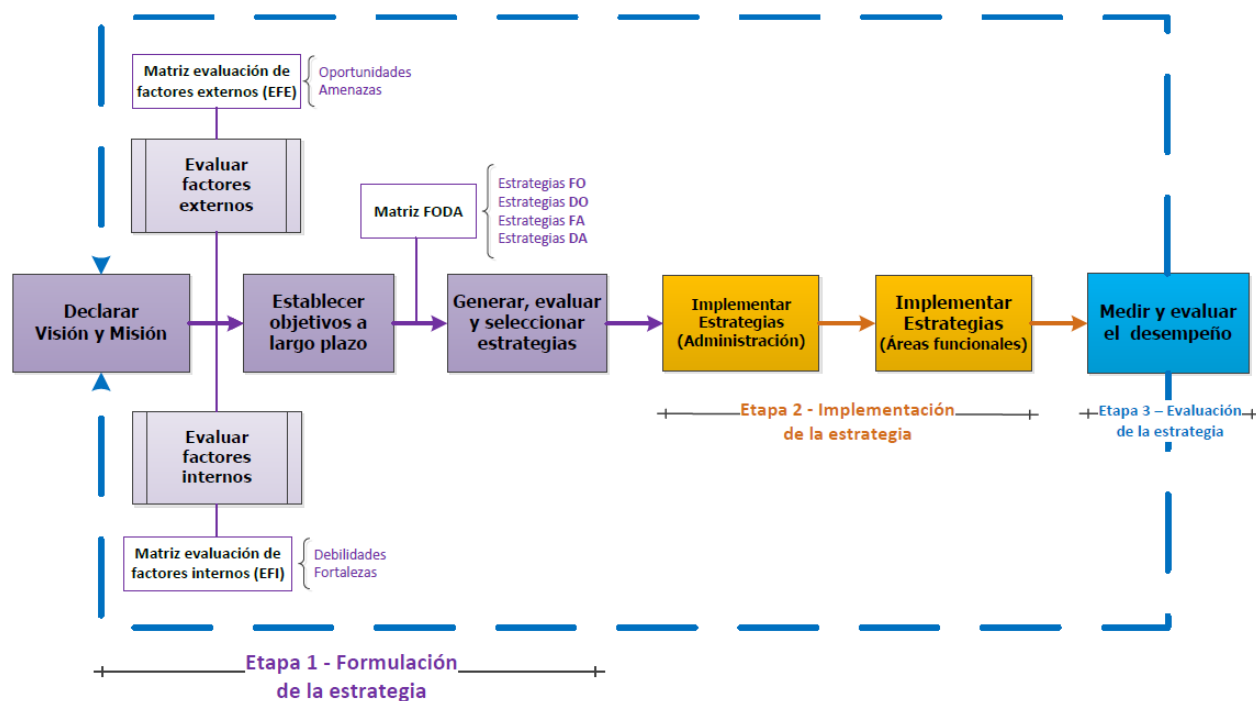 Matriz evaluación de
factores externos (EFE)
Oportunidades
Amenazas
Evaluar
factores
externos
Matriz FODA
Estrategias FO
Estrategias DO
Estrategias FA
Estrategias DA
Declarar
Visión y Misión
Establecer
objetivos a
largo plazo
Generar, evaluar
y seleccionar
estrategias
Implementar
Estrategias
(Administración)
Implementar
Estrategias
(Áreas funcionales)
Medir y evaluar
el desempeño
Evaluar
factores
internos
Matriz evaluación de
factores internos (EFI)
Debilidades
Fortalezas
Etapa 2 - Implementación
de la estrategia
Etapa 3 – Evaluación
de la estrategia
Etapa 1 - Formulación
de la estrategia